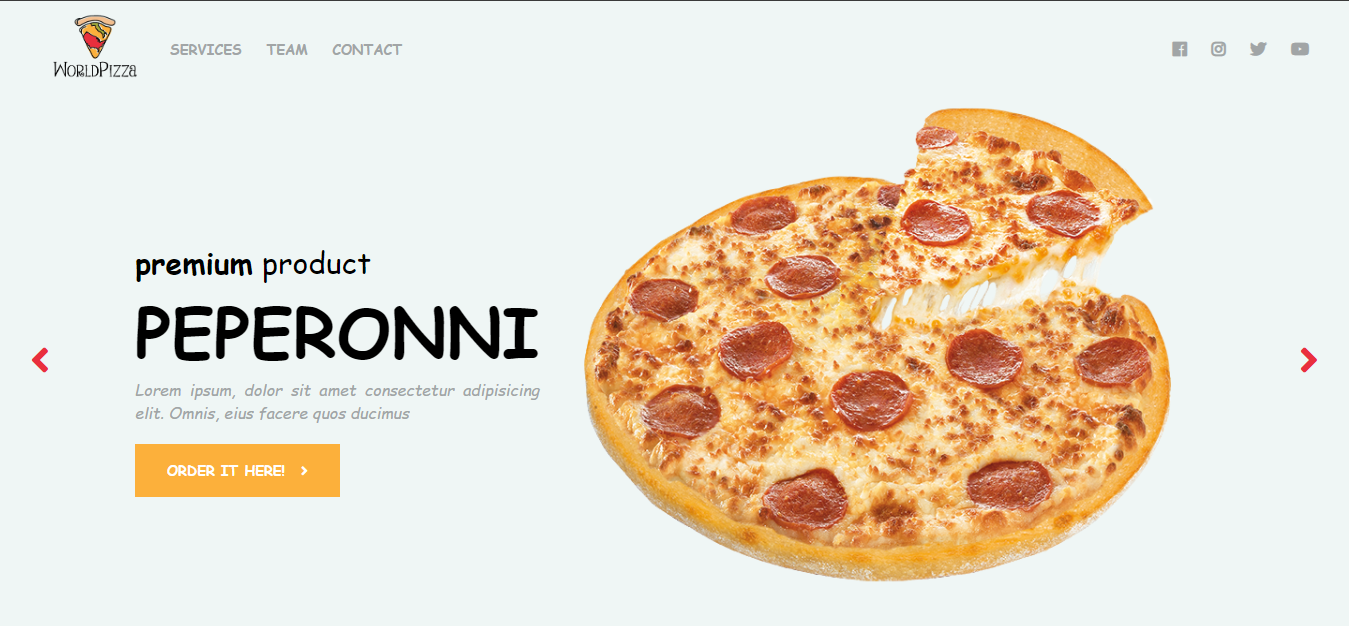 WORLDPIZZA
SERVICES TEAM CONTACT
premium product
PEPERONNI
Lorem ipsum, dolor sit amet consectetur adipisicing
elit. Omnis, eius facere quos ducimus
ORDER IT HERE!